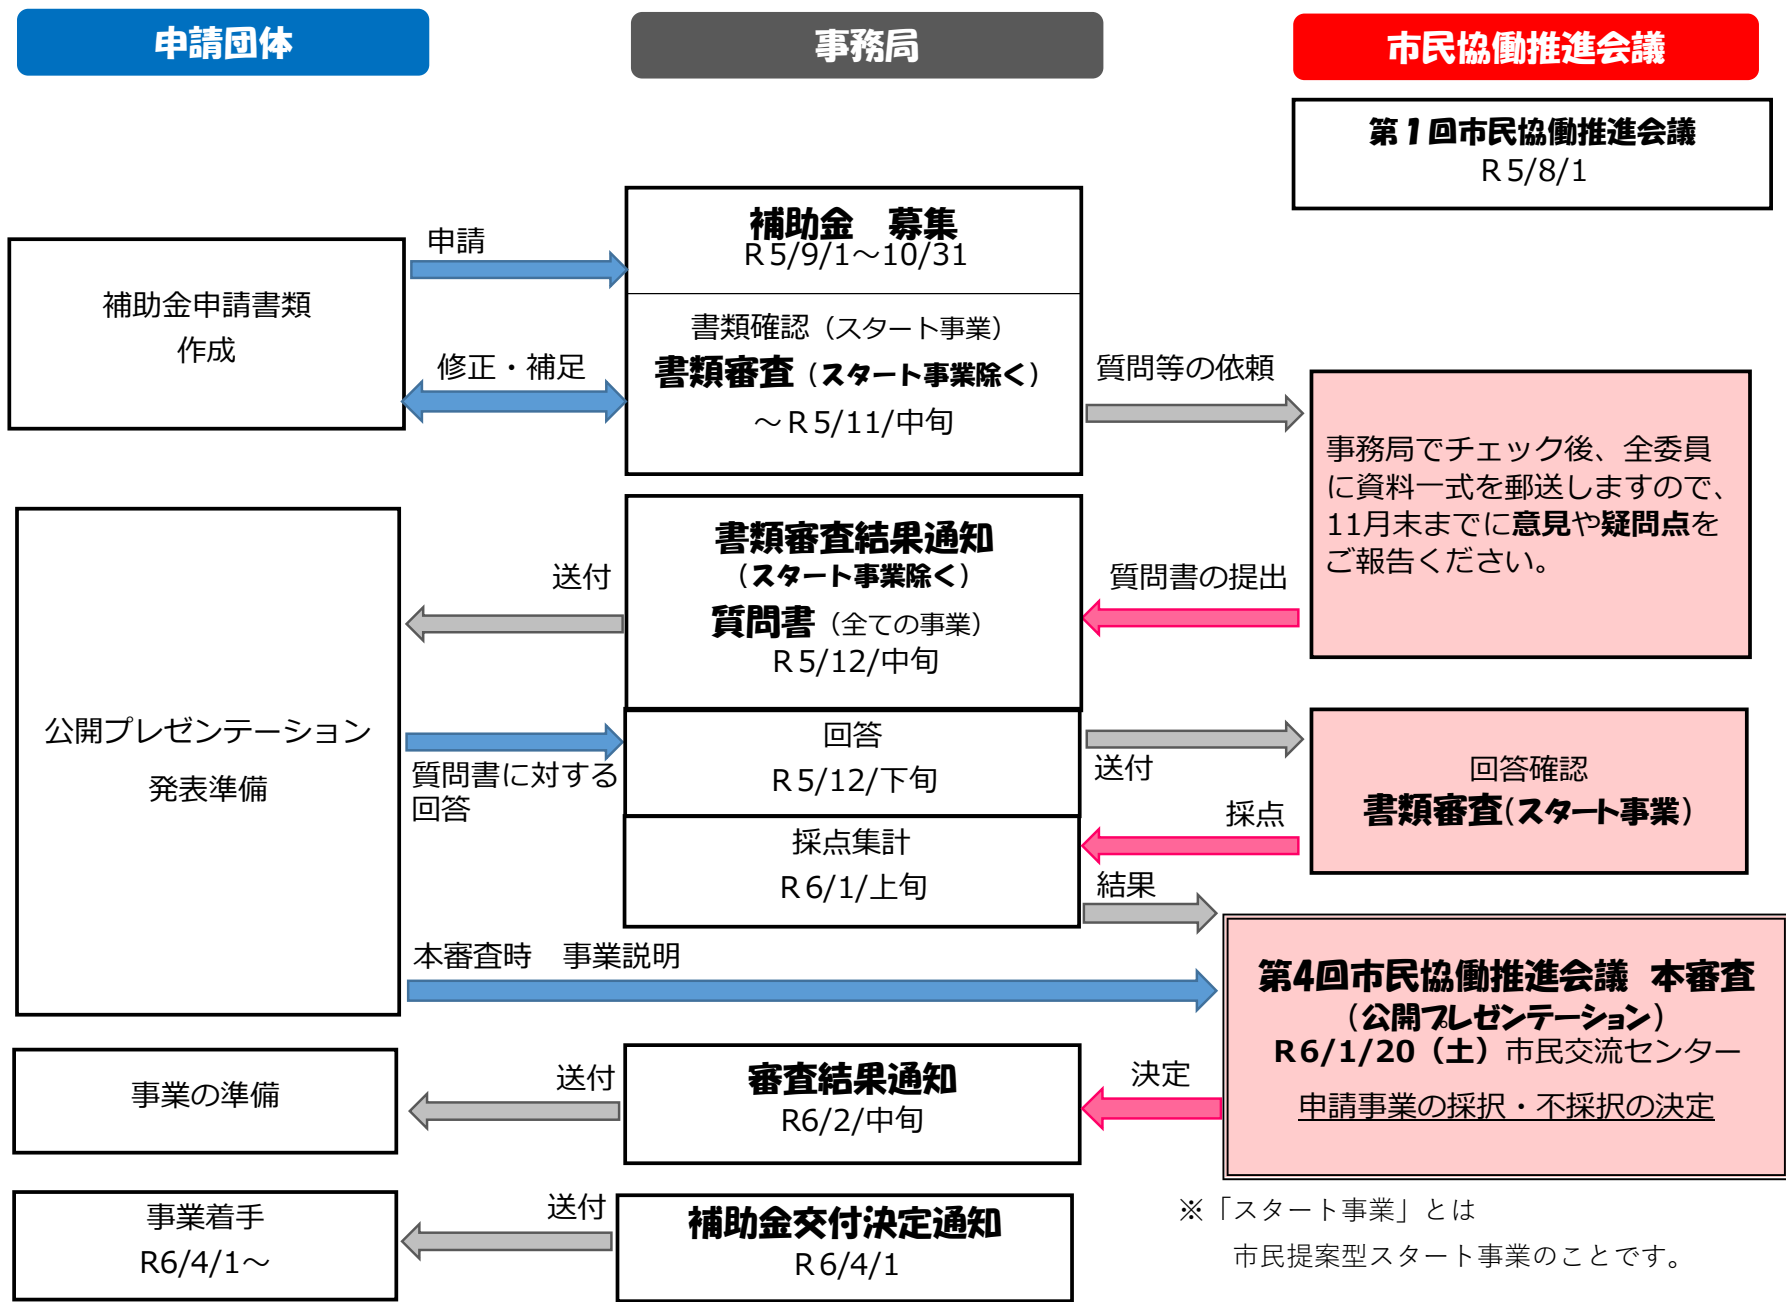 申請団体
事務局
市民協働推進会議
第1回市民協働推進会議
R5/8/1
補助金　募集
R5/9/1～10/31
申請
補助金申請書類
作成
修正・補足
書類確認（スタート事業）
書類審査（スタート事業除く）
～R5/11/中旬
質問等の依頼
事務局でチェック後、全委員
に資料一式を郵送しますので、
11月末までに意見や疑問点を
ご報告ください。
書類審査結果通知
（スタート事業除く）
質問書（全ての事業）
R5/12/中旬
送付
質問書の提出
公開プレゼンテーション
発表準備
質問書に対する
回答
回答
R5/12/下旬
送付
回答確認
書類審査(スタート事業)
採点
採点集計
R6/1/上旬
結果
本審査時　事業説明
第4回市民協働推進会議　本審査
（公開プレゼンテーション）
R6/1/20（土）市民交流センター
申請事業の採択・不採択の決定
決定
審査結果通知
R6/2/中旬
送付
事業の準備
補助金交付決定通知
R6/4/1
送付
事業着手
R6/4/1～
※「スタート事業」とは
市民提案型スタート事業のことです。